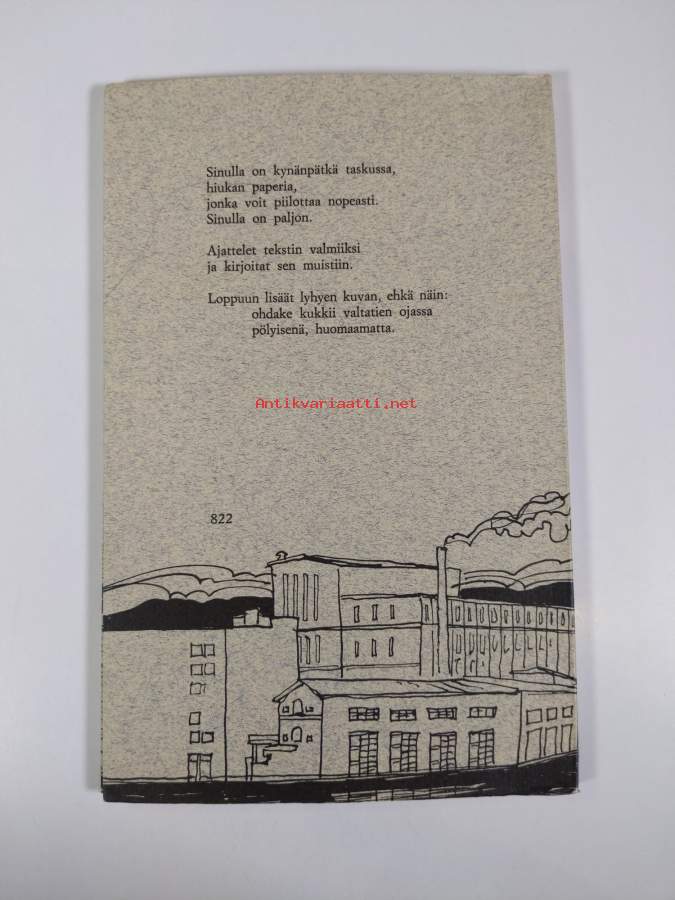 Sinulla on kynänpätkä taskussa,
hiukan paperia,
jonka voit piilottaa nopeasti.
Sinulla on paljon.
Ajattelet tekstin valmiiksi
ja kirjoitat sen muistiin.
Loppuun lisäät lyhyen kuvan, ehkä näin:
ohdake kukkii valtatien ojassa
pölyisenä, huomaamatta.
Antikvariaatti.net
822